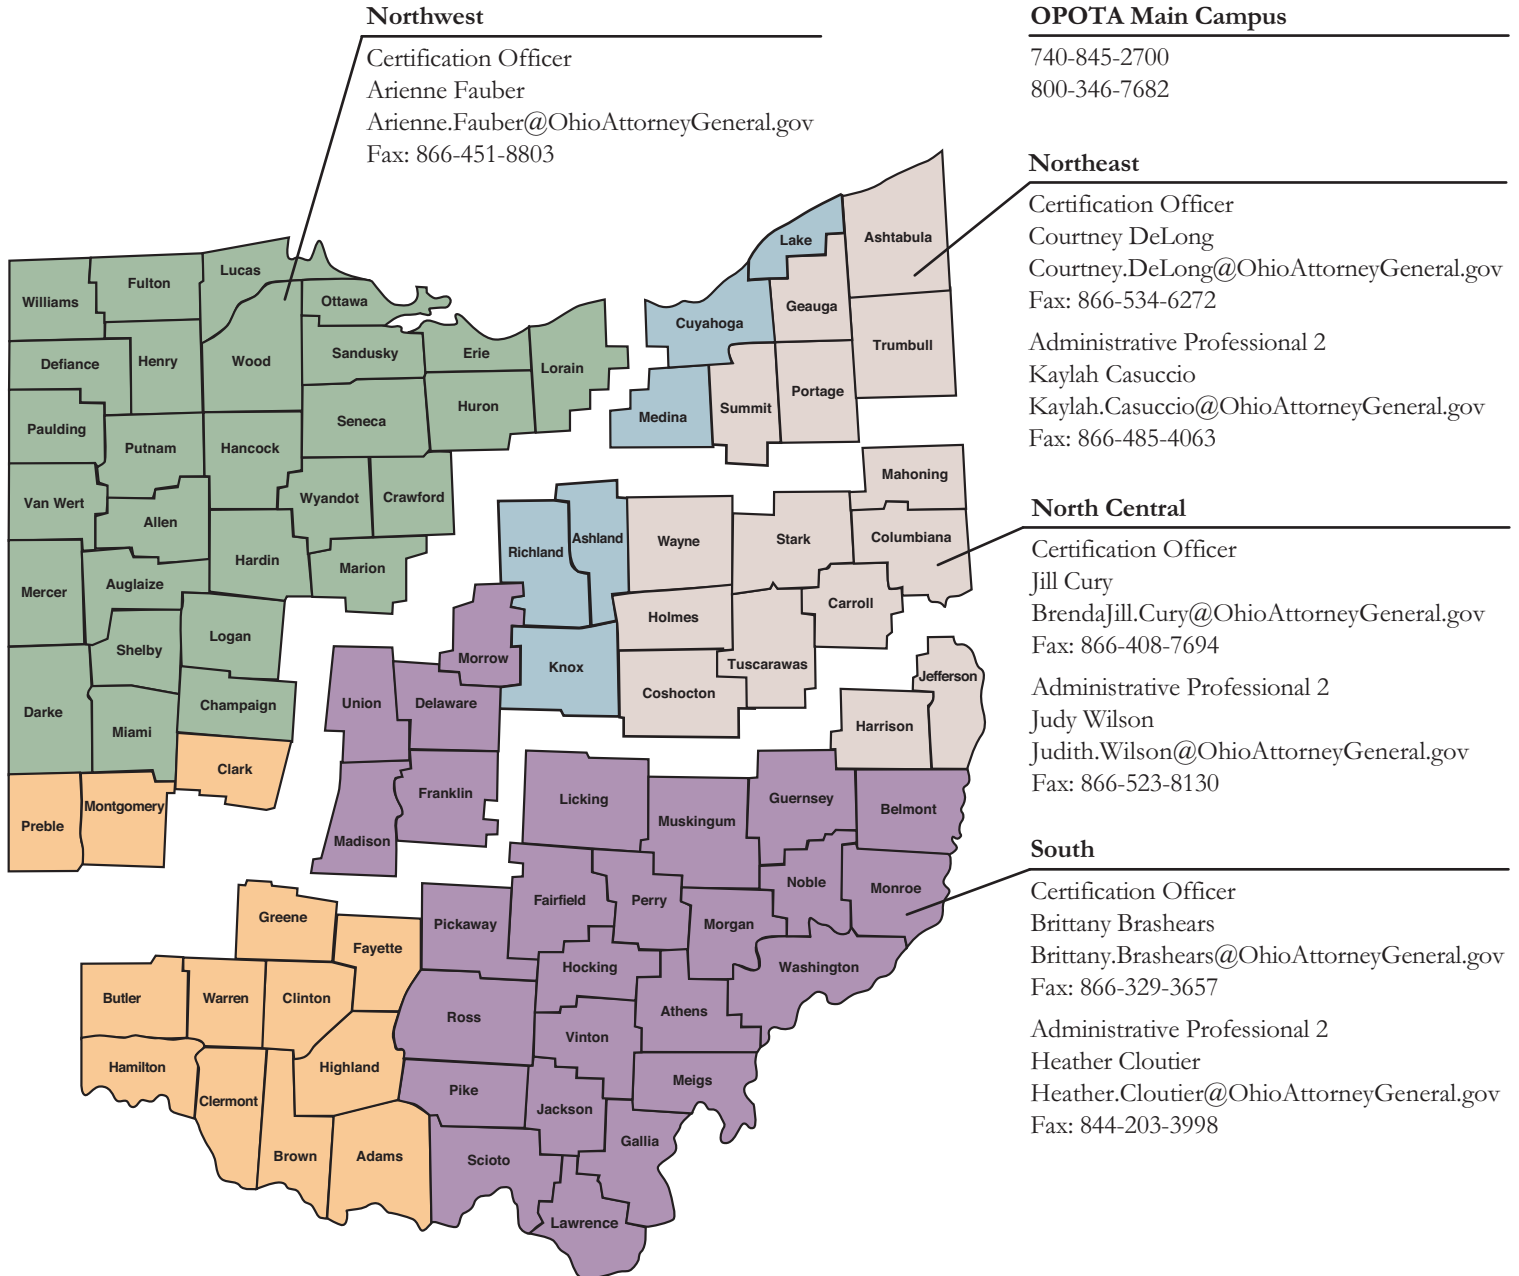 Northwest
Certification Officer
Arienne Fauber
Arienne.Fauber@OhioAttorneyGeneral.gov
Fax: 866-451-8803
OPOTA Main Campus
740-845-2700
800-346-7682
Northeast
Certification Officer
Courtney DeLong
Courtney.DeLong@OhioAttorneyGeneral.gov
Fax: 866-534-6272
Administrative Professional 2
Kaylah Casuccio
Kaylah.Casuccio@OhioAttorneyGeneral.gov
Fax: 866-485-4063
North Central
Certification Officer
Jill Cury
BrendaJill.Cury@OhioAttorneyGeneral.gov
Fax: 866-408-7694
Administrative Professional 2
Judy Wilson
Judith.Wilson@OhioAttorneyGeneral.gov
Fax: 866-523-8130
South
Certification Officer
Brittany Brashears
Brittany.Brashears@OhioAttorneyGeneral.gov
Fax: 866-329-3657
Administrative Professional 2
Heather Cloutier
Heather.Cloutier@OhioAttorneyGeneral.gov
Fax: 844-203-3998
Williams
Fulton
Lucas
Ottawa
Defiance
Henry
Wood
Sandusky
Erie
Lorain
Paulding
Putnam
Hancock
Seneca
Huron
Van Wert
Allen
Wyandot
Crawford
Mercer
Auglaize
Hardin
Marion
Shelby
Logan
Darke
Miami
Champaign
Lake
Ashtabula
Cuyahoga
Geauga
Trumbull
Medina
Summit
Portage
Mahoning
Richland
Ashland
Wayne
Stark
Columbiana
Holmes
Carroll
Morrow
Knox
Tuscarawas
Coshocton
Jefferson
Harrison
Union
Delaware
Clark
Preble
Montgomery
Madison
Franklin
Licking
Muskingum
Guernsey
Belmont
Noble
Monroe
Fairfield
Perry
Morgan
Washington
Greene
Fayette
Pickaway
Hocking
Athens
Butler
Warren
Clinton
Ross
Vinton
Hamilton
Clermont
Highland
Pike
Jackson
Meigs
Brown
Adams
Scioto
Gallia
Lawrence